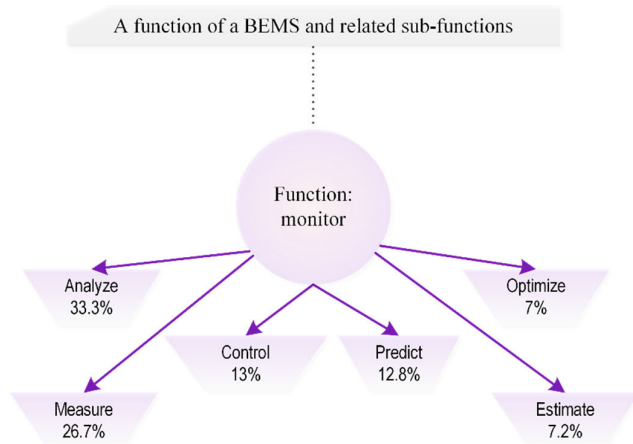 A function of a BEMS and related sub-functions
Function:
monitor
Analyze
33.3%
Optimize
7%
Control
13%
Predict
12.8%
Measure
26.7%
Estimate
7.2%